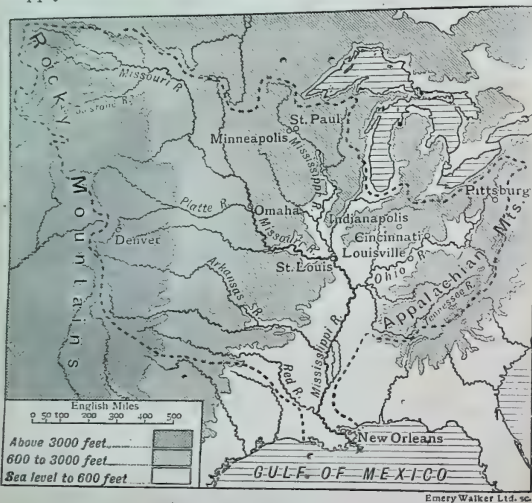 Rocky
Mountains
Missouri R.
St. Paul
Minneapolis
Mississippi R.
Pittsburg
Platte R.
Omaha
Indianapolis
Cincinnati
Denver
Missouri R.
Louisville
St. Louis
Ohio R.
Appalachian Mts.
Tennessee R.
Arkansas R.
Mississippi R.
Red R.
English Miles
0 50 100 200 300 400 500
Above 3000 feet
600 to 3000 feet
Sea level to 600 feet
New Orleans
GULF OF MEXICO
Emery Walker Ltd. sc.